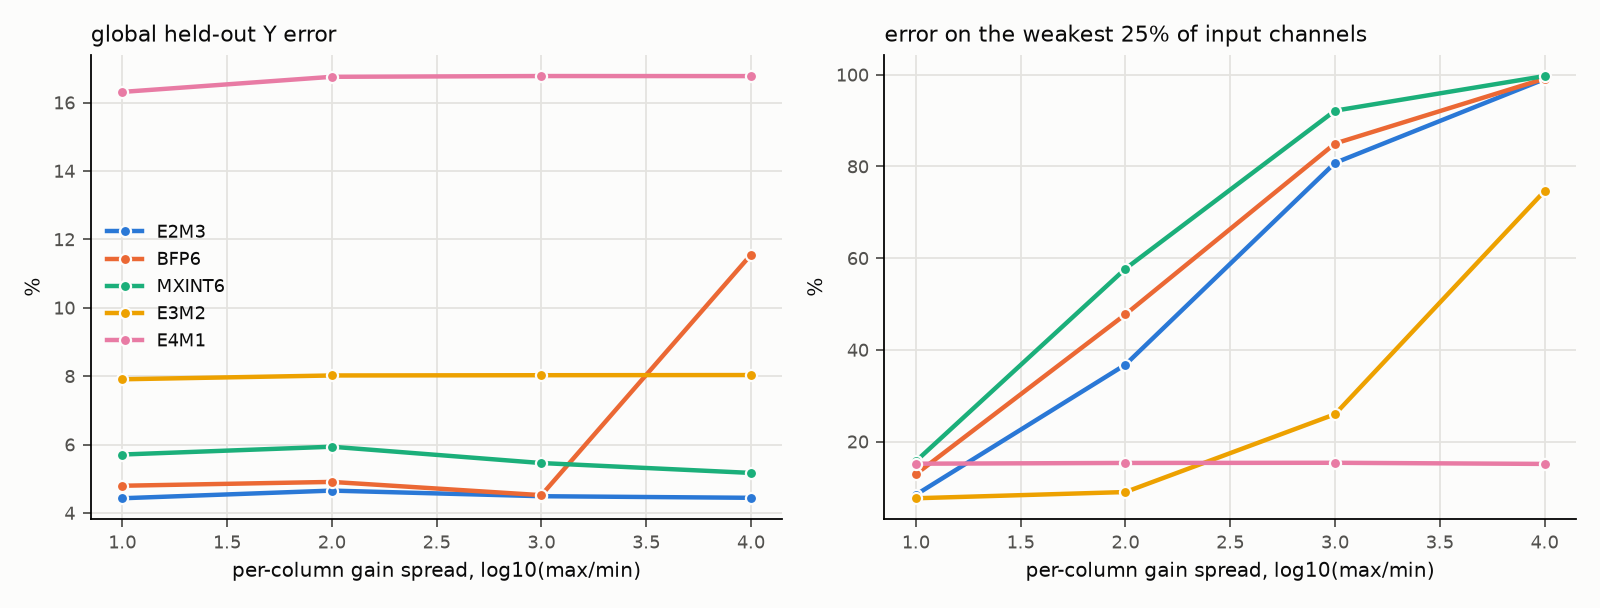 global held-out Y error
16
14
12
10
8
6
4
%
E2M3
BFP6
MXINT6
E3M2
E4M1
1.0 1.5 2.0 2.5 3.0 3.5 4.0
per-column gain spread, log10(max/min)
error on the weakest 25% of input channels
100
80
60
40
20
%
1.0 1.5 2.0 2.5 3.0 3.5 4.0
per-column gain spread, log10(max/min)